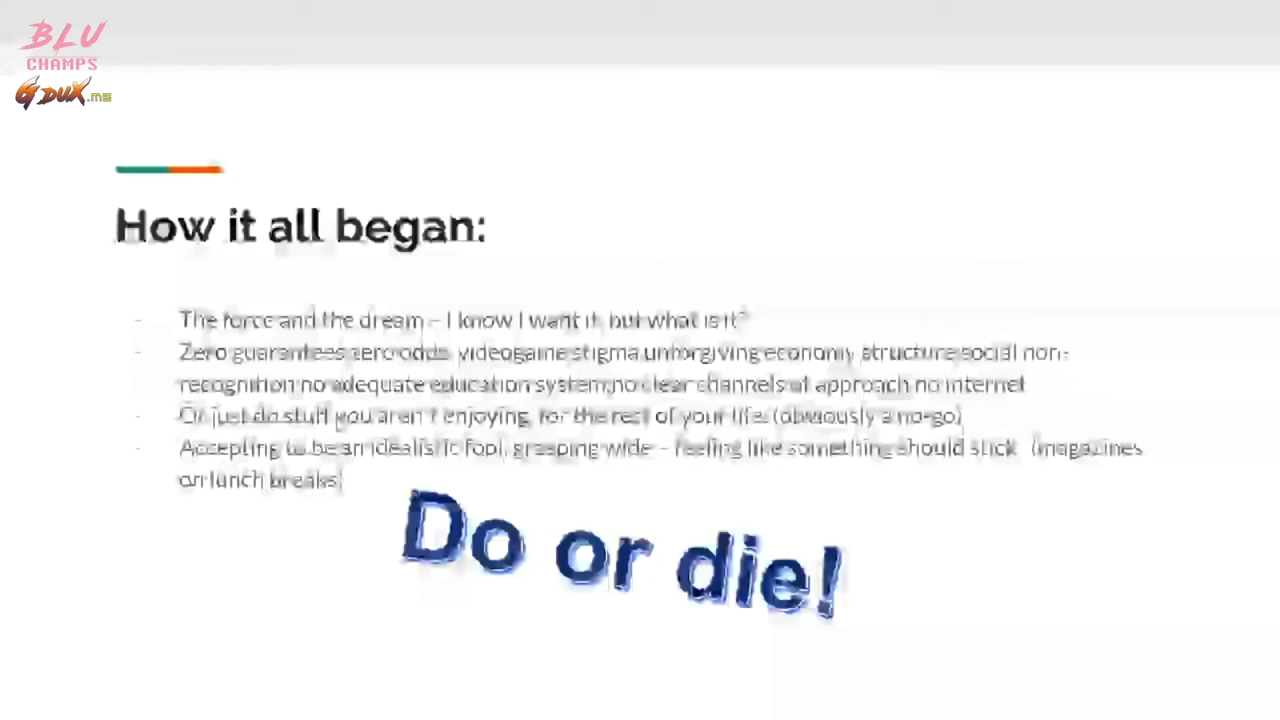 BLU
CHAMPS
G DUX.me
How it all began:
- The force and the dream – I know I want it, but what is it?
- Zero guarantees zero odds, videogame stigma unforgiving economy structure social non-
recognition no adequate education system, no clear channels of approach no internet
- Or just do stuff you aren't enjoying, for the rest of your life. (obviously a no-go)
- Accepting to be an idealistic fool, grasping wide – feeling like something should stick (magazines
on lunch breaks)
Do or die!